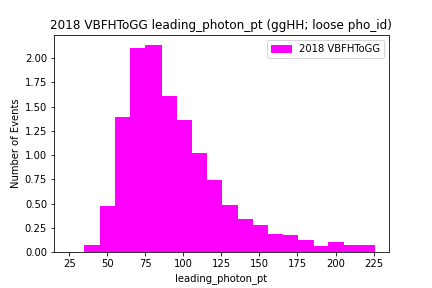 2018 VBFHToGG leading_photon_pt (ggHH; loose pho_id)
2018 VBFHToGG
Number of Events
2.00
1.75
1.50
1.25
1.00
0.75
0.50
0.25
0.00
25 50 75 100 125 150 175 200 225
leading_photon_pt